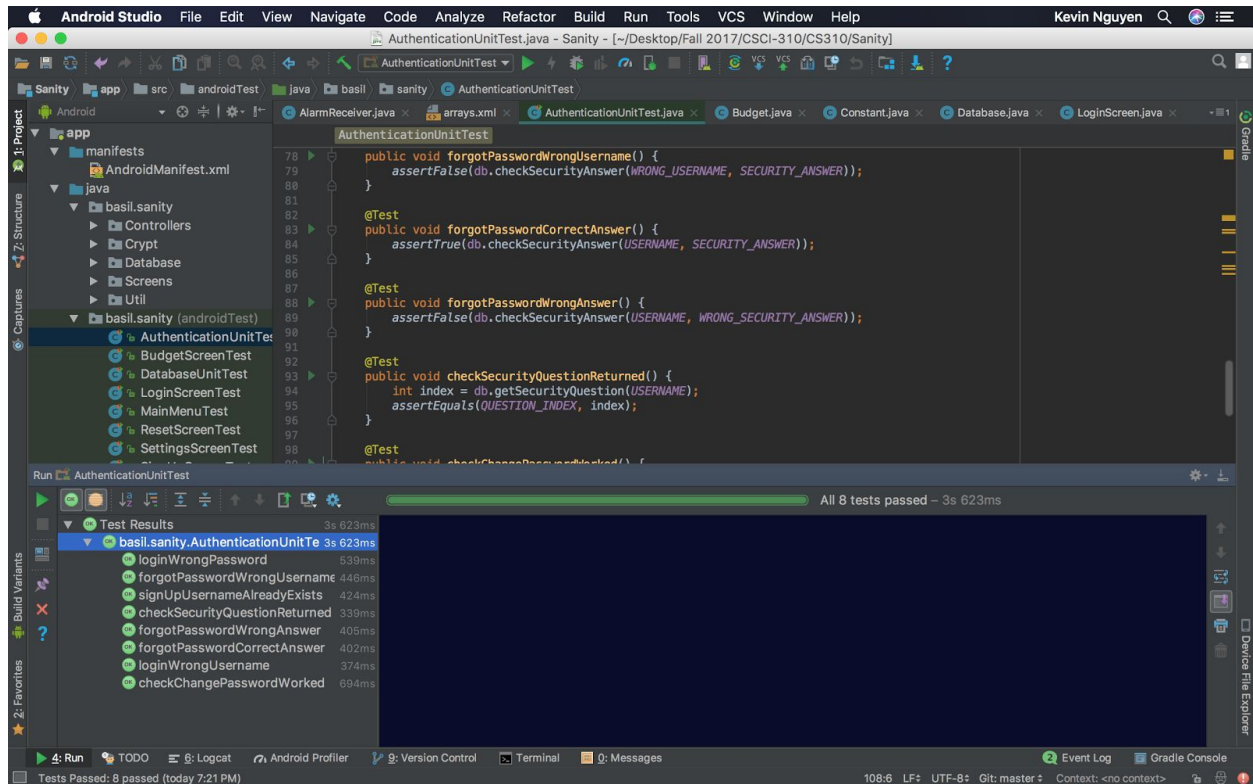 Android Studio File Edit View Navigate Code Analyze Refactor Build Run Tools VCS Window Help Kevin Nguyen
AuthenticationUnitTest.java - Sanity - [~/Desktop/Fall 2017/CSCI-310/CS310/Sanity]
AuthenticationUnitTest VCS VCS
Sanity app src androidTest java basil sanity AuthenticationUnitTest
Android AlarmReceiver.java arrays.xml AuthenticationUnitTest.java Budget.java Constant.java Database.java LoginScreen.java
1: Project
Z: Structure
Captures
Build Variants
2: Favorites
Gradle
Device File Explorer
app
manifests
AndroidManifest.xml
java
basil.sanity
Controllers
Crypt
Database
Screens
Util
basil.sanity (androidTest)
AuthenticationUnitTes
BudgetScreenTest
DatabaseUnitTest
LoginScreenTest
MainMenuTest
ResetScreenTest
SettingsScreenTest
AuthenticationUnitTest
78 public void forgotPasswordWrongUsername() {
79 assertFalse(db.checkSecurityAnswer(WRONG_USERNAME, SECURITY_ANSWER));
80 }
81
82 @Test
83 public void forgotPasswordCorrectAnswer() {
84 assertTrue(db.checkSecurityAnswer(USERNAME, SECURITY_ANSWER));
85 }
86
87 @Test
88 public void forgotPasswordWrongAnswer() {
89 assertFalse(db.checkSecurityAnswer(USERNAME, WRONG_SECURITY_ANSWER));
90 }
91
92 @Test
93 public void checkSecurityQuestionReturned() {
94 int index = db.getSecurityQuestion(USERNAME);
95 assertEquals(QUESTION_INDEX, index);
96 }
97
98 @Test
99 public void checkChangePasswordWorked() {
Run AuthenticationUnitTest
All 8 tests passed – 3s 623ms
Test Results 3s 623ms
basil.sanity.AuthenticationUnitTe 3s 623ms
loginWrongPassword 539ms
forgotPasswordWrongUsername 446ms
signUpUsernameAlreadyExists 424ms
checkSecurityQuestionReturned 339ms
forgotPasswordWrongAnswer 405ms
forgotPasswordCorrectAnswer 402ms
loginWrongUsername 374ms
checkChangePasswordWorked 694ms
4: Run TODO 6: Logcat Android Profiler 9: Version Control Terminal 0: Messages 2 Event Log Gradle Console
Tests Passed: 8 passed (today 7:21 PM) 108:6 LF UTF-8 Git: master Context: <no context>